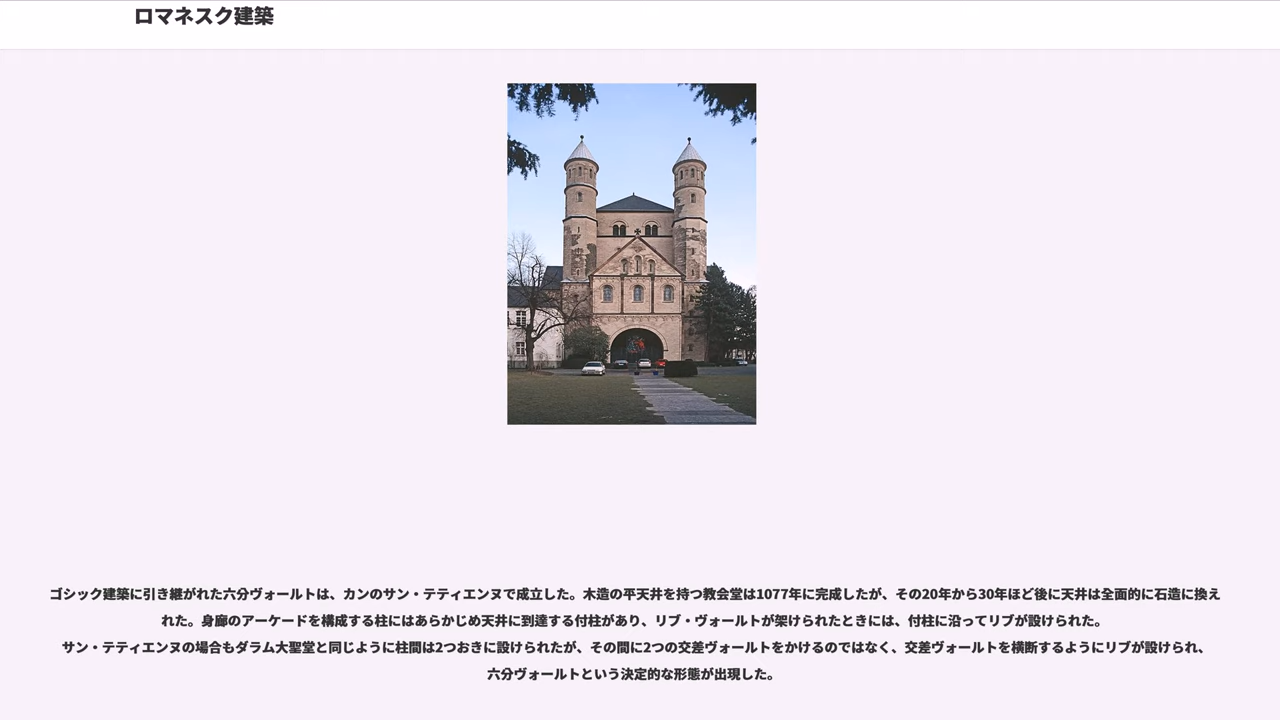 ロマネスク建築
ゴシック建築に引き継がれた六分ヴォールトは、カンのサン・テティエンヌで成立した。木造の平天井を持つ教会堂は1077年に完成したが、その20年から30年ほど後に天井は全面的に石造に換え
れた。身廊のアーケードを構成する柱にはあらかじめ天井に到達する付柱があり、リブ・ヴォールトが架けられたときには、付柱に沿ってリブが設けられた。
サン・テティエンヌの場合もダラム大聖堂と同じように柱間は2つおきに設けられたが、その間に2つの交差ヴォールトをかけるのではなく、交差ヴォールトを横断するようにリブが設けられ、
六分ヴォールトという決定的な形態が出現した。